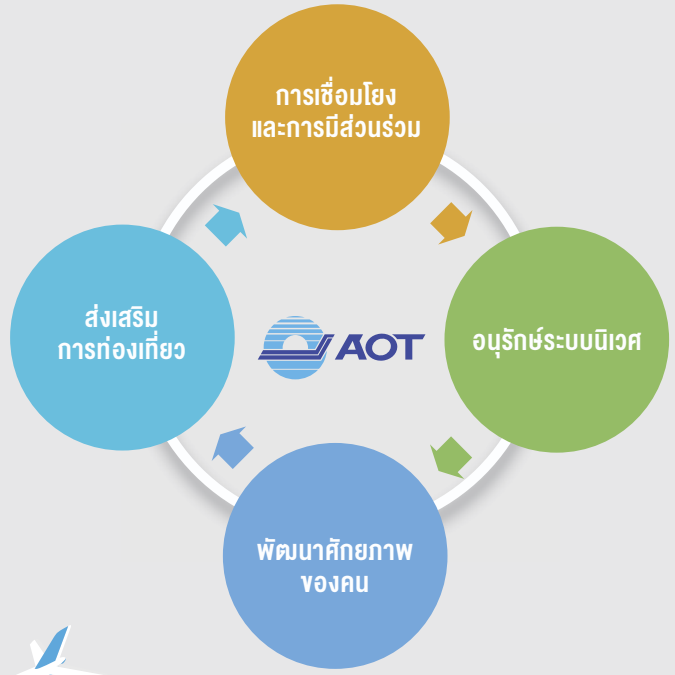 การเชื่อมโยง
และการมีส่วนร่วม
ส่งเสริม
การท่องเที่ยว
AOT
อนุรักษ์ระบบนิเวศ
พัฒนาศักยภาพ
ของคน